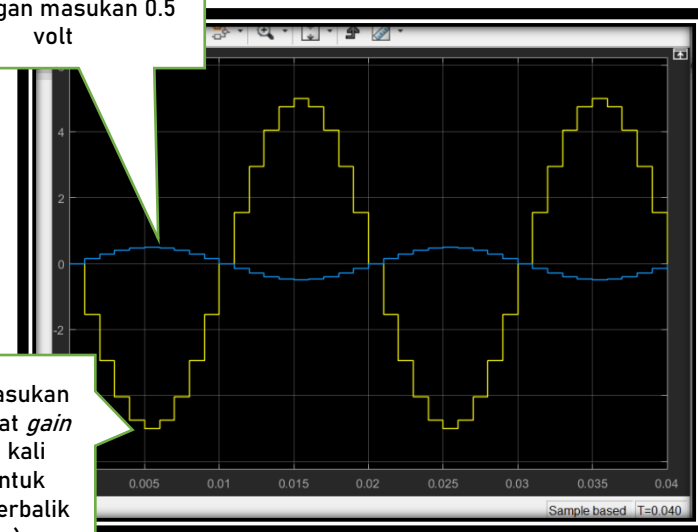 gan masukan 0.5
volt
4
2
0
-2
asukan
at gain
kali
ntuk
erbalik
0.005 0.01 0.015 0.02 0.025 0.03 0.035 0.04
Sample based T=0.040